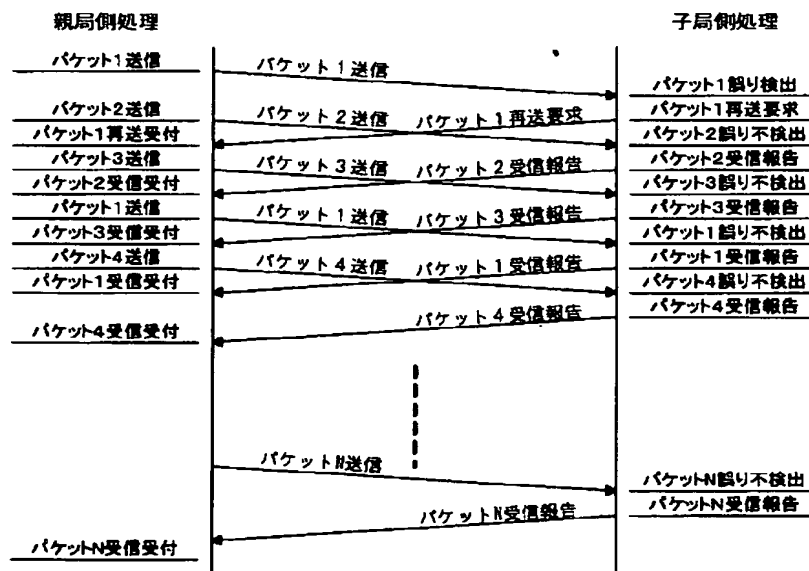 親局側処理
子局側処理
パケット1送信
パケット1送信
パケット1誤り検出
パケット2送信
パケット2送信
パケット1再送要求
パケット1再送要求
パケット1再送受付
パケット2誤り不検出
パケット3送信
パケット3送信
パケット2受信報告
パケット2受信報告
パケット2受信受付
パケット3誤り不検出
パケット1送信
パケット1送信
パケット3受信報告
パケット3受信報告
パケット3受信受付
パケット1誤り不検出
パケット4送信
パケット4送信
パケット1受信報告
パケット1受信報告
パケット1受信受付
パケット4誤り不検出
パケット4受信報告
パケット4受信報告
パケット4受信受付
パケットN送信
パケットN誤り不検出
パケットN受信報告
パケットN受信報告
パケットN受信受付